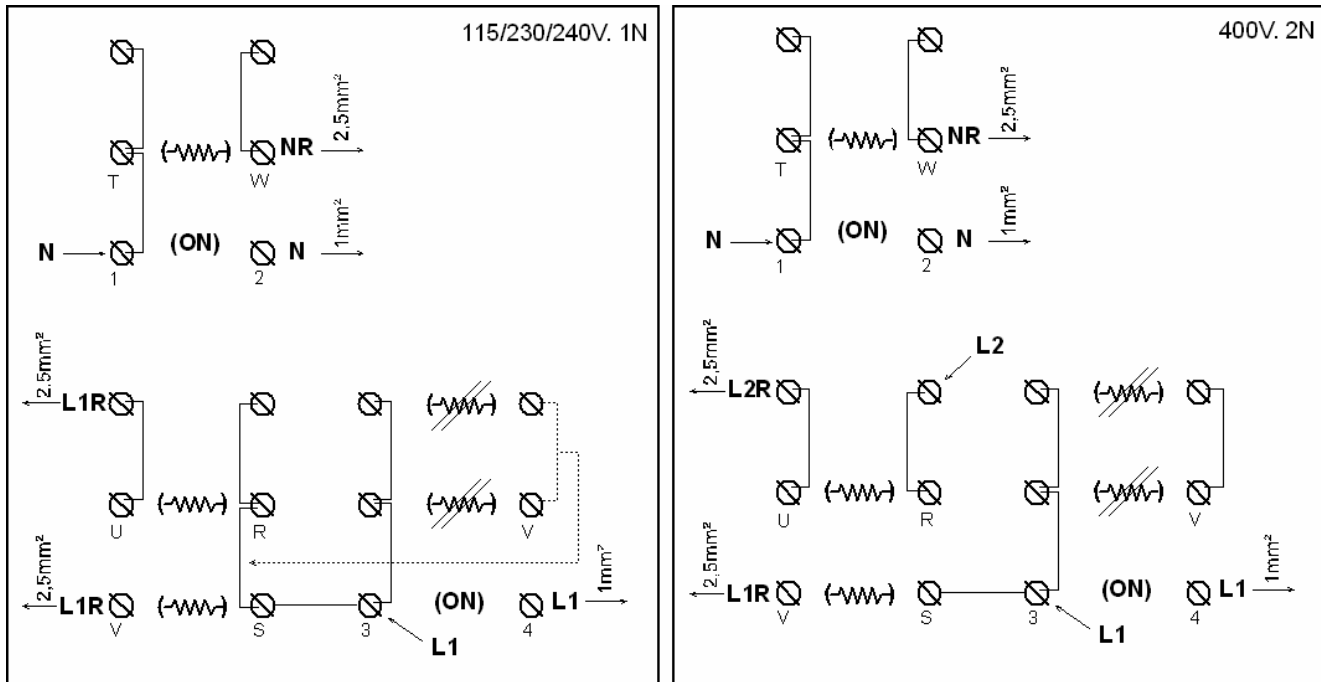 115/230/240V. 1N
NR
2,5mm²
T
W
N
(ON)
N
1mm²
1
2
2,5mm²
L1R
U
R
V
2,5mm²
L1R
(ON)
L1
1mm²
V
S
3
4
L1
400V. 2N
NR
2,5mm²
T
W
N
(ON)
N
1mm²
1
2
L2
2,5mm²
L2R
U
R
V
2,5mm²
L1R
(ON)
L1
1mm²
V
S
3
4
L1